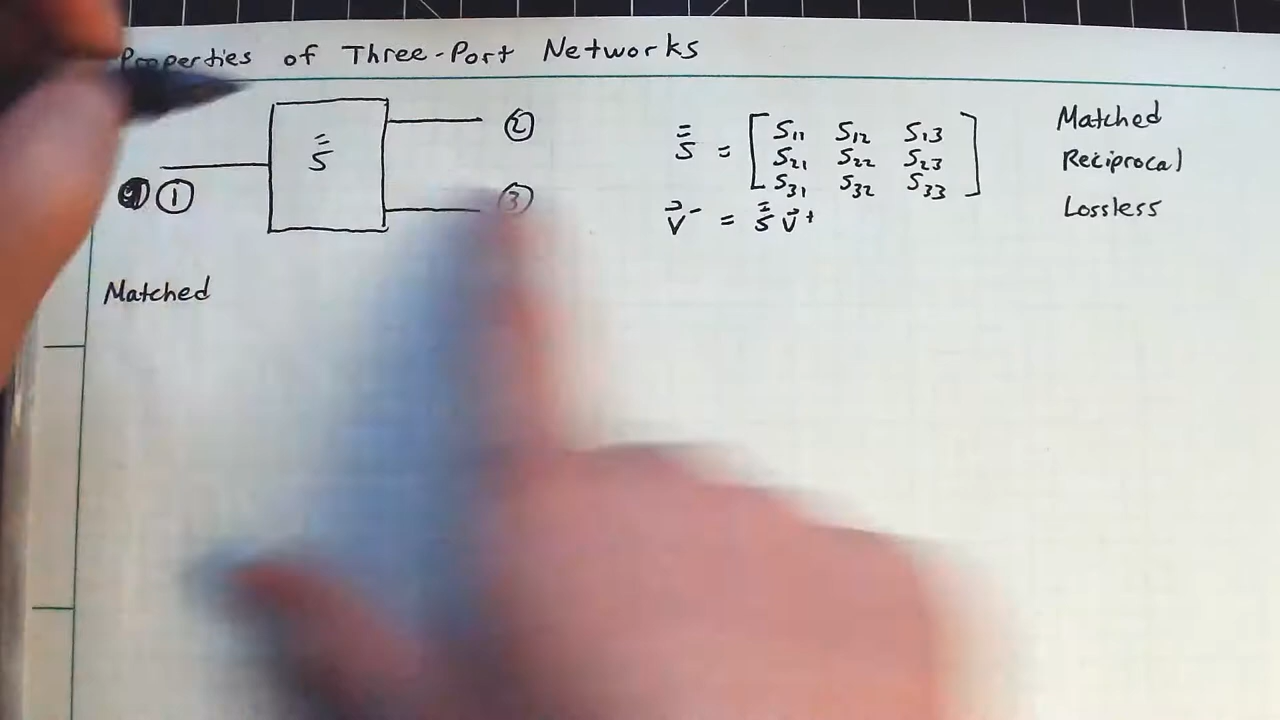 Properties of Three-Port Networks
S̿
①
②
③
S̿ = [ S11 S12 S13
S21 S22 S23
S31 S32 S33 ]
V⃗⁻ = S̿ V⃗⁺
Matched
Reciprocal
Lossless
Matched